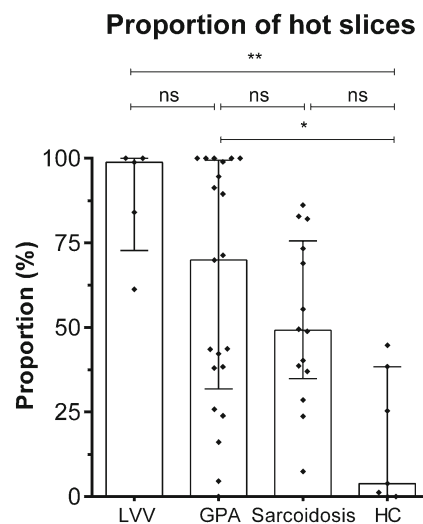 Proportion of hot slices
**
ns ns ns
*
Proportion (%)
100
75
50
25
0
LVV GPA Sarcoidosis HC